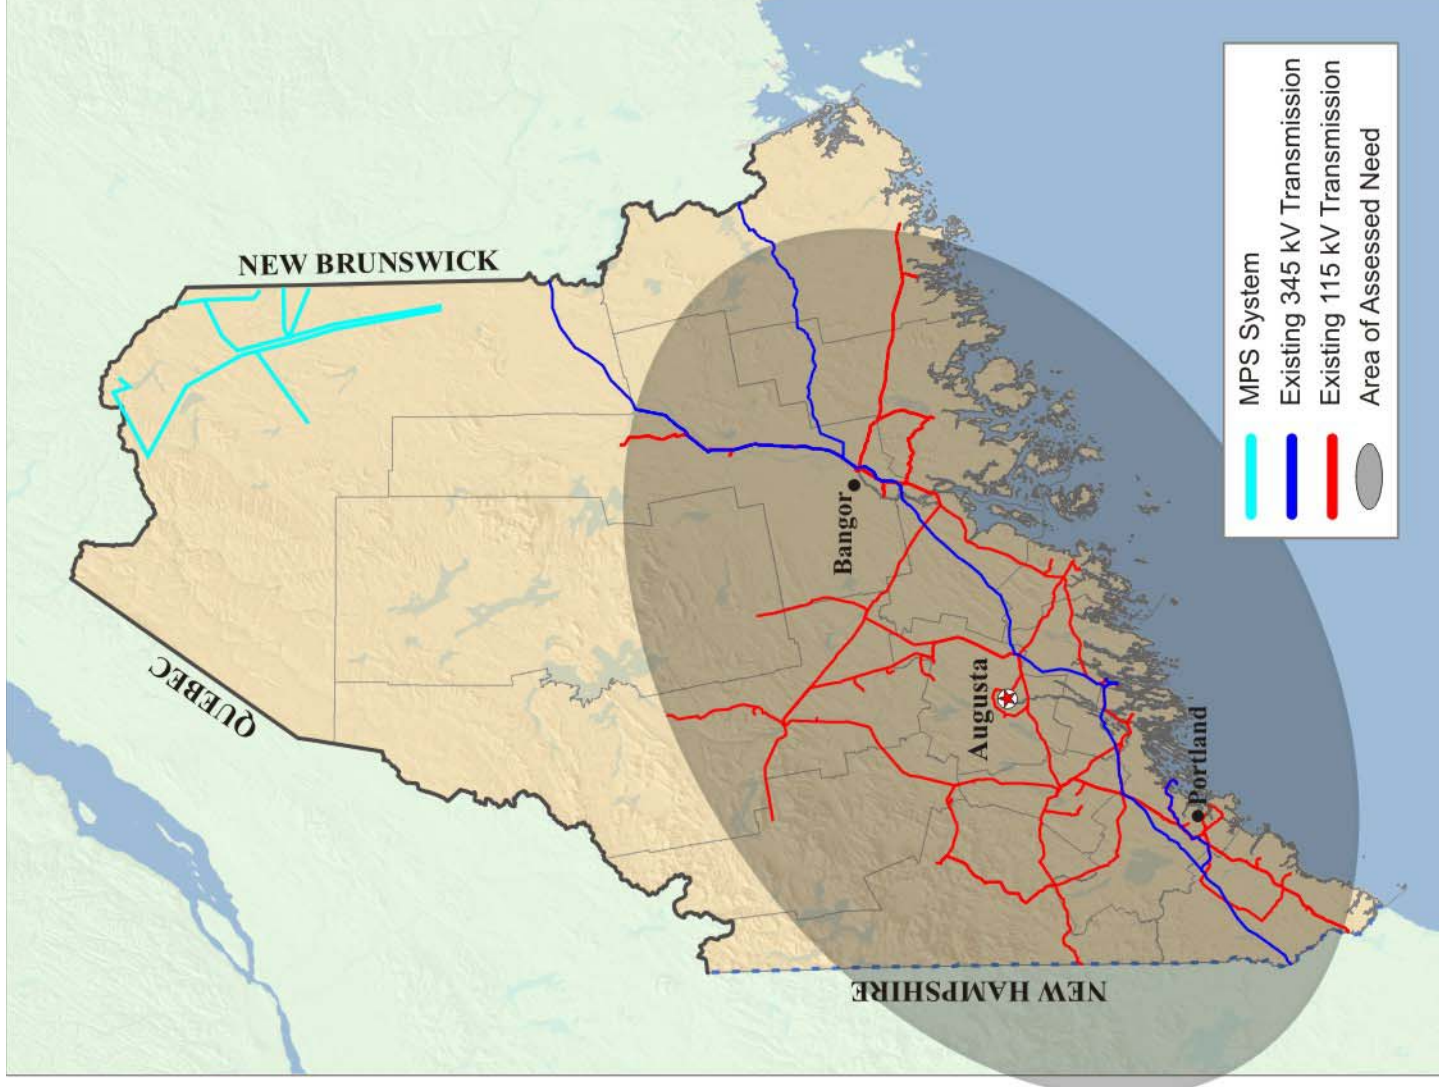 NEW BRUNSWICK
QUEBEC
Bangor
Augusta
Portland
NEW HAMPSHIRE
MPS System
Existing 345 kV Transmission
Existing 115 kV Transmission
Area of Assessed Need